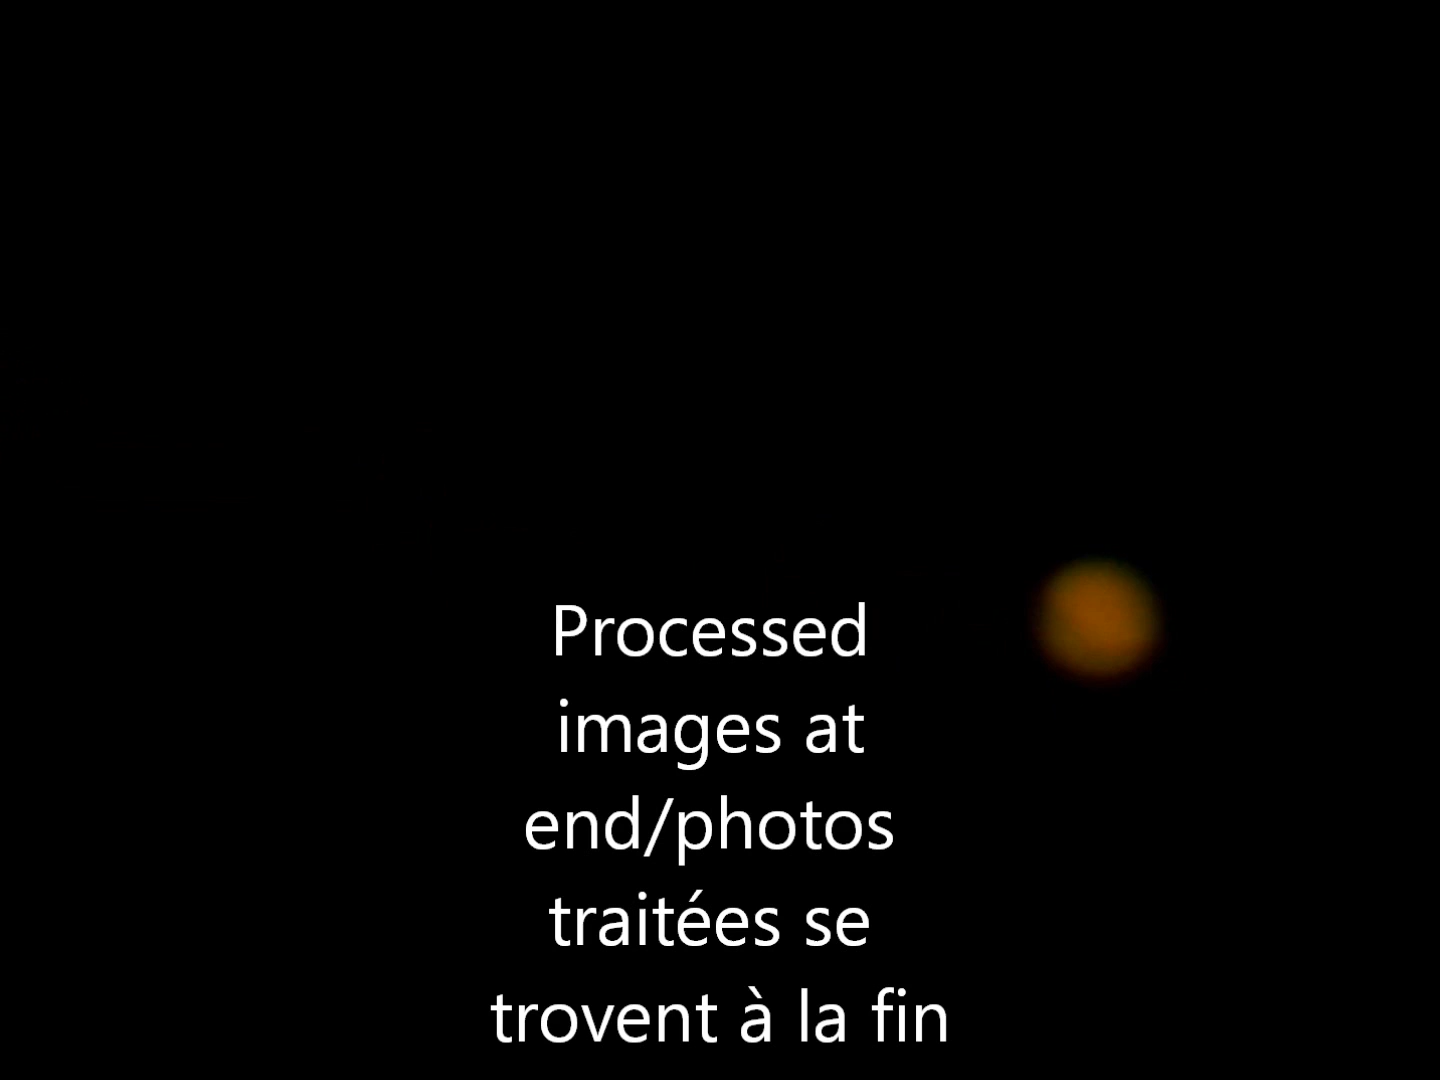 Processed
images at
end/photos
traitées se
trovent à la fin